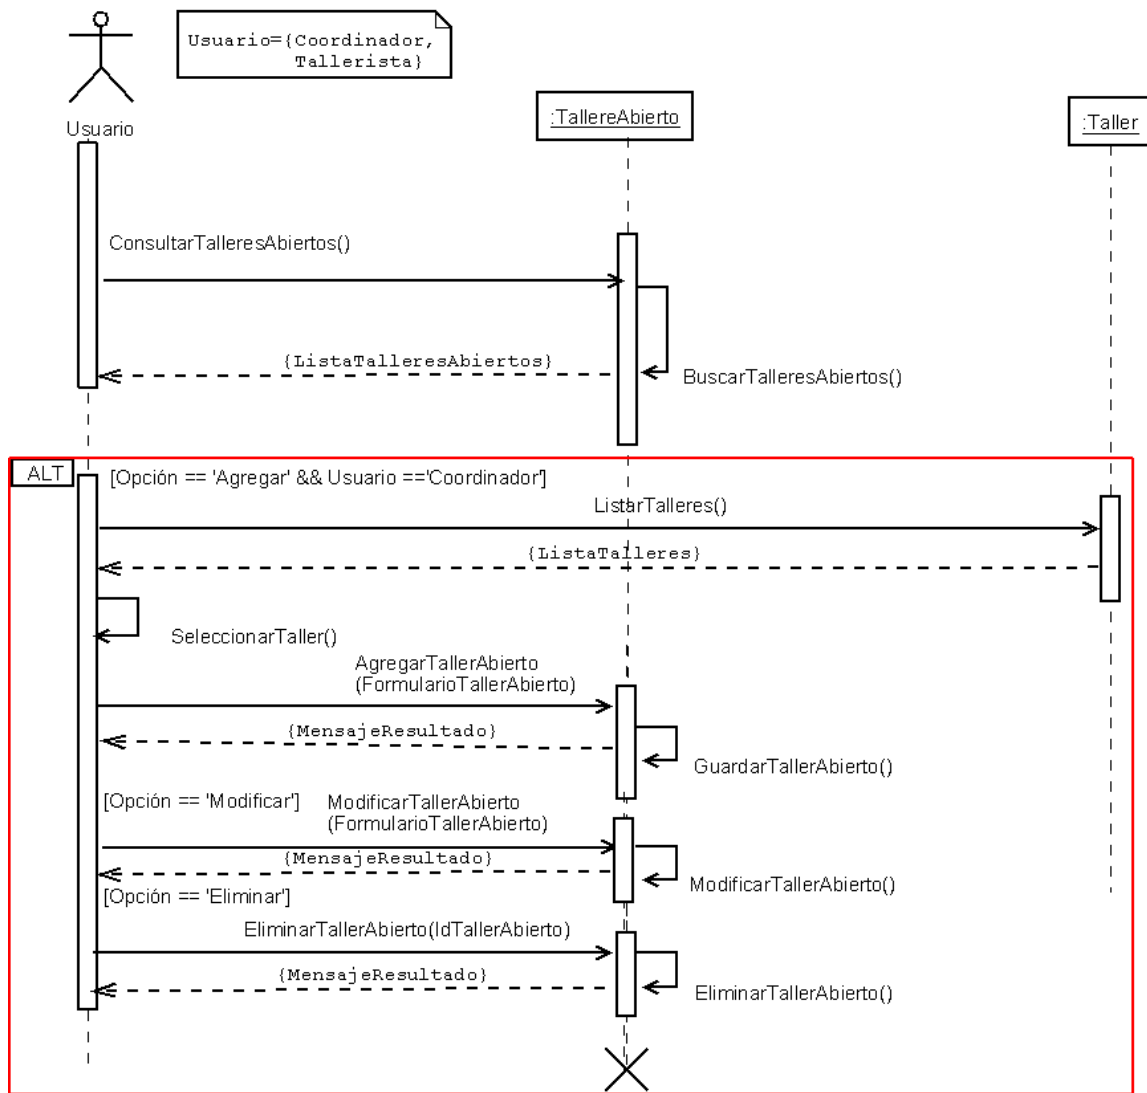 Usuario={Coordinador,
Tallerista}
Usuario
:TallereAbierto
:Taller
ConsultarTalleresAbiertos()
{ListaTalleresAbiertos}
BuscarTalleresAbiertos()
ALT
[Opción == 'Agregar' && Usuario =='Coordinador']
ListarTalleres()
{ListaTalleres}
SeleccionarTaller()
AgregarTallerAbierto
(FormularioTallerAbierto)
{MensajeResultado}
GuardarTallerAbierto()
[Opción == 'Modificar']
ModificarTallerAbierto
(FormularioTallerAbierto)
{MensajeResultado}
ModificarTallerAbierto()
[Opción == 'Eliminar']
EliminarTallerAbierto(IdTallerAbierto)
{MensajeResultado}
EliminarTallerAbierto()